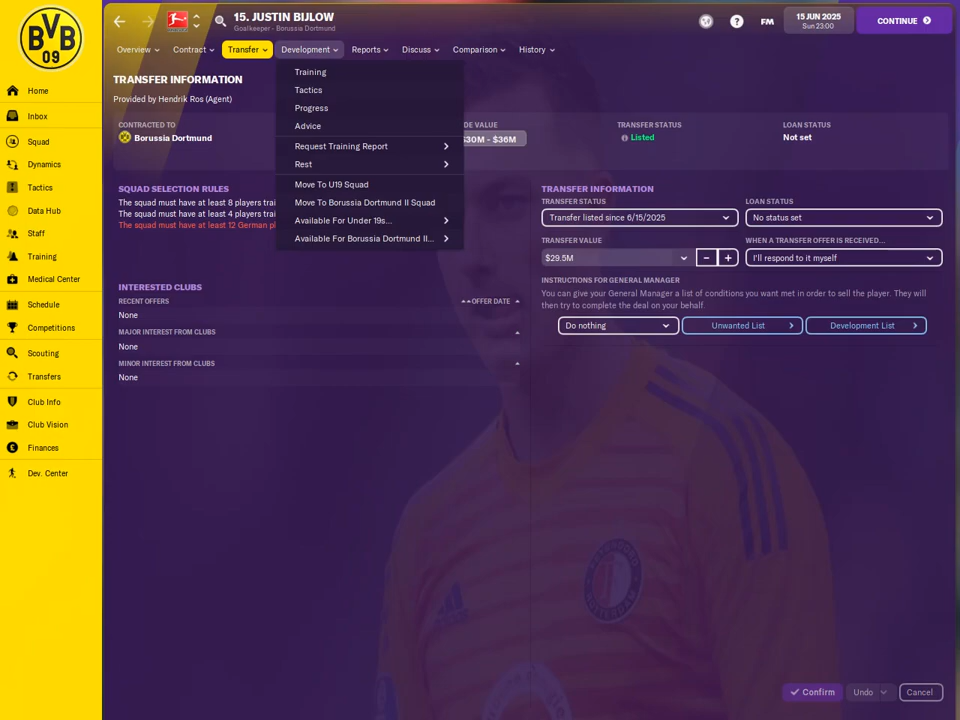 BVB
09
Home
Inbox
Squad
Dynamics
Tactics
Data Hub
Staff
Training
Medical Center
Schedule
Competitions
Scouting
Transfers
Club Info
Club Vision
Finances
Dev. Center
15. JUSTIN BIJLOW
Goalkeeper - Borussia Dortmund
FM
15 JUN 2025
Sun 23:00
CONTINUE
Overview
Contract
Transfer
Development
Reports
Discuss
Comparison
History
TRANSFER INFORMATION
Provided by Hendrik Ros (Agent)
CONTRACTED TO
Borussia Dortmund
DE VALUE
$30M - $36M
TRANSFER STATUS
Listed
LOAN STATUS
Not set
Training
Tactics
Progress
Advice
Request Training Report
Rest
Move To U19 Squad
Move To Borussia Dortmund II Squad
Available For Under 19s...
Available For Borussia Dortmund II...
SQUAD SELECTION RULES
The squad must have at least 8 players trai
The squad must have at least 4 players trai
The squad must have at least 12 German pl
INTERESTED CLUBS
RECENT OFFERS
OFFER DATE
None
MAJOR INTEREST FROM CLUBS
None
MINOR INTEREST FROM CLUBS
None
TRANSFER INFORMATION
TRANSFER STATUS
LOAN STATUS
Transfer listed since 6/15/2025
No status set
TRANSFER VALUE
WHEN A TRANSFER OFFER IS RECEIVED...
$29.5M
I'll respond to it myself
INSTRUCTIONS FOR GENERAL MANAGER
You can give your General Manager a list of conditions you want met in order to sell the player. They will
then try to complete the deal on your behalf.
Do nothing
Unwanted List
Development List
FEYENOORD
ROTTERDAM
Confirm
Undo
Cancel